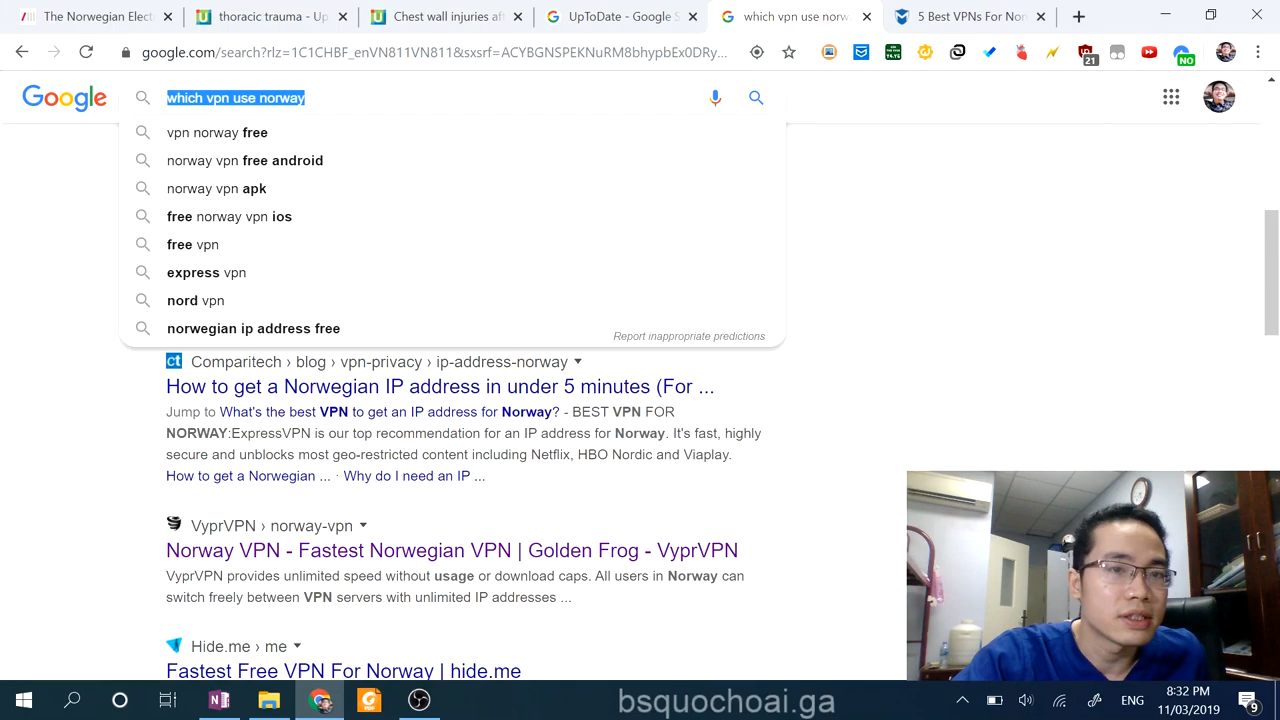 The Norwegian Elect
thoracic trauma - Up
Chest wall injuries aft
UpToDate - Google S
which vpn use norw
5 Best VPNs For Non
google.com/search?rlz=1C1CHBF_enVN811VN811&sxsrf=ACYBGNSPEKNuRM8bhypbEx0DRy...
21
NO
Google
which vpn use norway
vpn norway free
norway vpn free android
norway vpn apk
free norway vpn ios
free vpn
express vpn
nord vpn
norwegian ip address free
Report inappropriate predictions
ct Comparitech › blog › vpn-privacy › ip-address-norway
How to get a Norwegian IP address in under 5 minutes (For ...
Jump to What's the best VPN to get an IP address for Norway? - BEST VPN FOR
NORWAY:ExpressVPN is our top recommendation for an IP address for Norway. It's fast, highly
secure and unblocks most geo-restricted content including Netflix, HBO Nordic and Viaplay.
How to get a Norwegian ... · Why do I need an IP ...
VyprVPN › norway-vpn
Norway VPN - Fastest Norwegian VPN | Golden Frog - VyprVPN
VyprVPN provides unlimited speed without usage or download caps. All users in Norway can
switch freely between VPN servers with unlimited IP addresses ...
Hide.me › me
Fastest Free VPN For Norway | hide.me
bsquochoai.ga
ENG
8:32 PM
11/03/2019
9